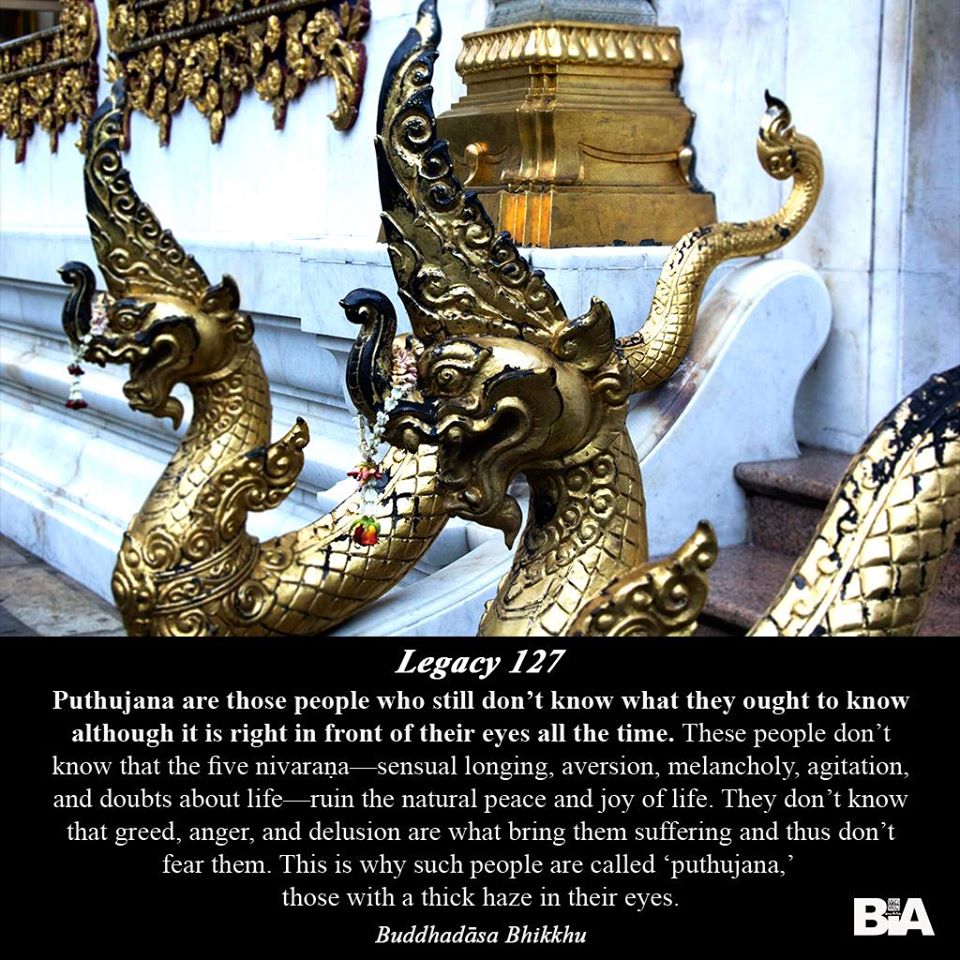 Legacy 127
Puthujana are those people who still don’t know what they ought to know
although it is right in front of their eyes all the time. These people don’t
know that the five nivaraṇa—sensual longing, aversion, melancholy, agitation,
and doubts about life—ruin the natural peace and joy of life. They don’t know
that greed, anger, and delusion are what bring them suffering and thus don’t
fear them. This is why such people are called ‘puthujana,’
those with a thick haze in their eyes.
Buddhadāsa Bhikkhu
BIA